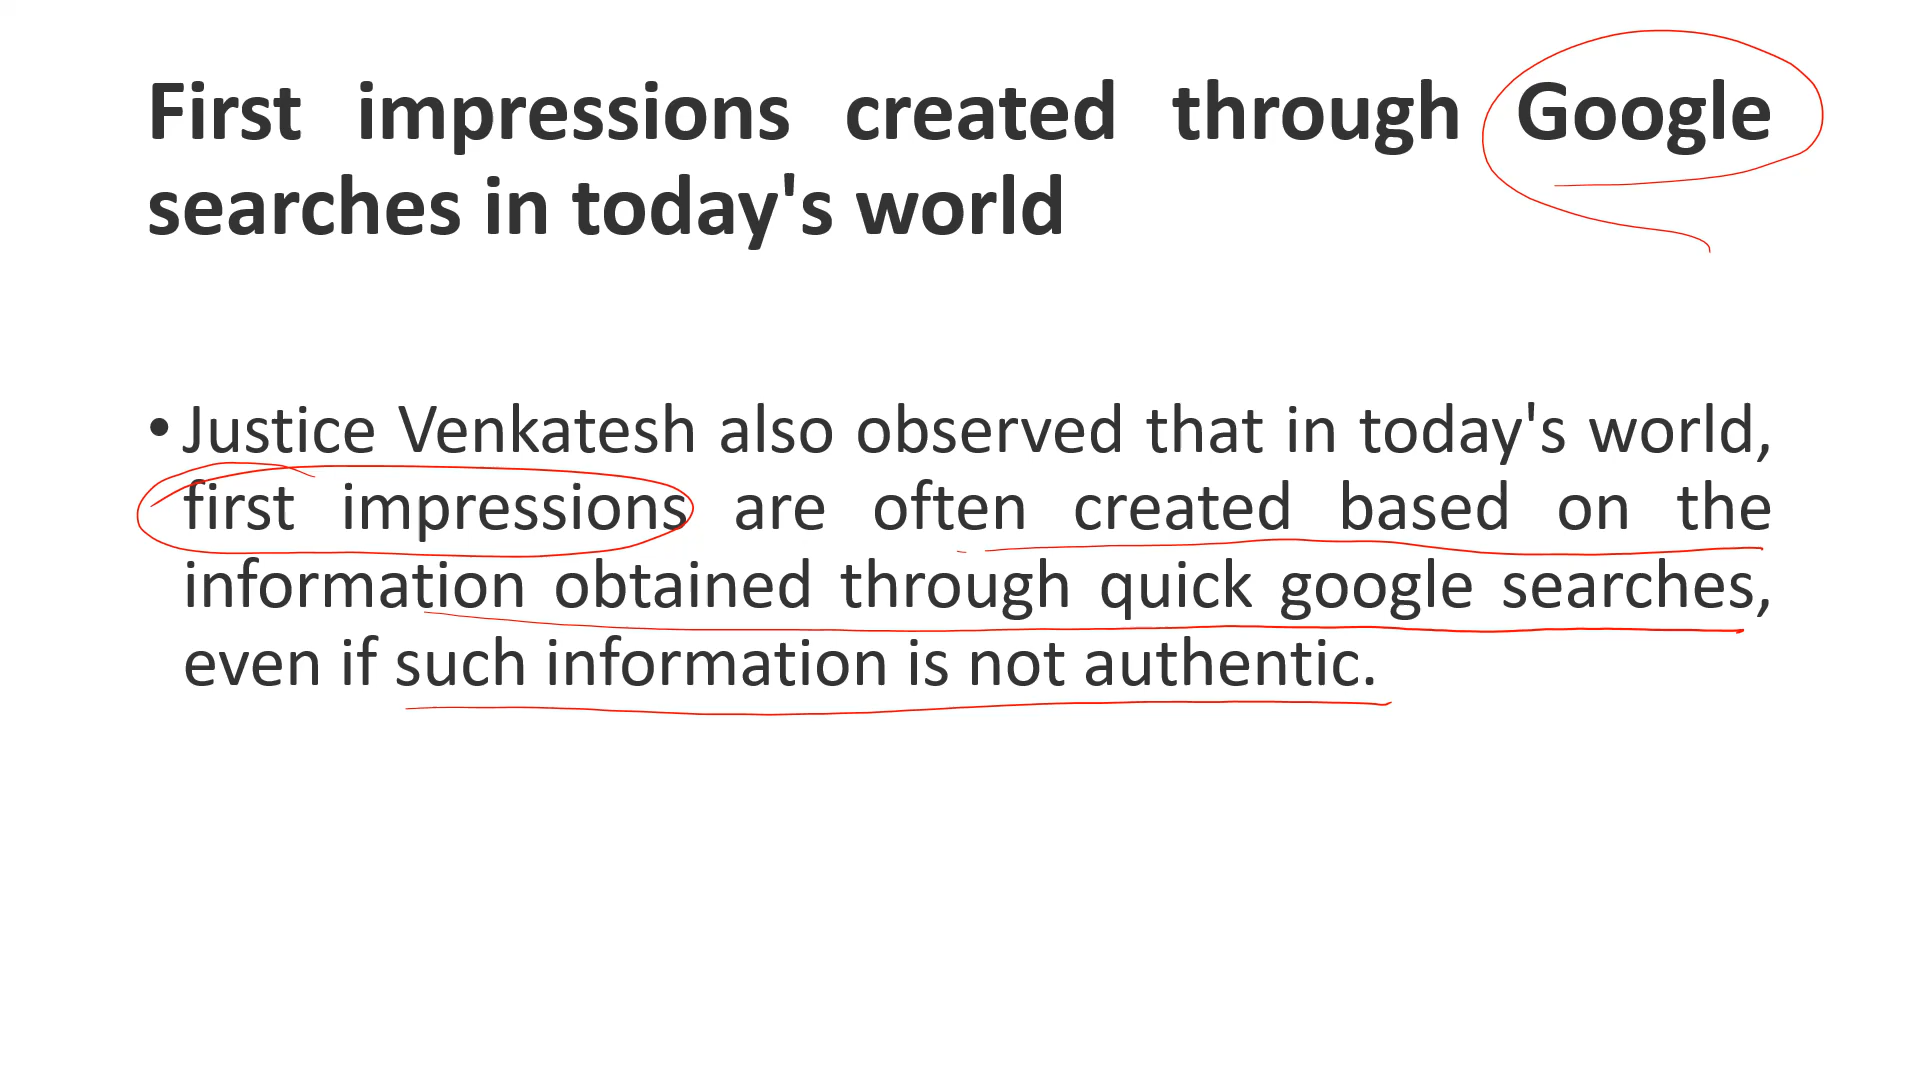 First impressions created through Google
searches in today's world
• Justice Venkatesh also observed that in today's world,
first impressions are often created based on the
information obtained through quick google searches,
even if such information is not authentic.